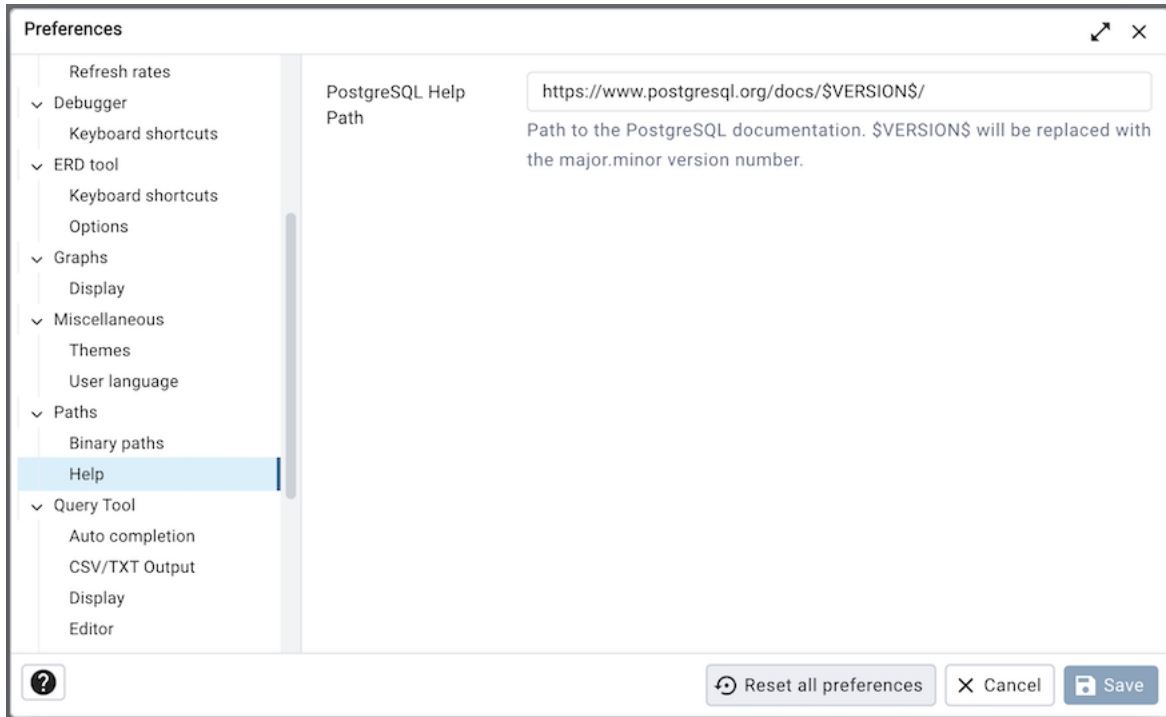 Preferences
Refresh rates
Debugger
Keyboard shortcuts
ERD tool
Keyboard shortcuts
Options
Graphs
Display
Miscellaneous
Themes
User language
Paths
Binary paths
Help
Query Tool
Auto completion
CSV/TXT Output
Display
Editor
PostgreSQL Help
Path
https://www.postgresql.org/docs/$VERSION$/
Path to the PostgreSQL documentation. $VERSION$ will be replaced with
the major.minor version number.
?
Reset all preferences
Cancel
Save